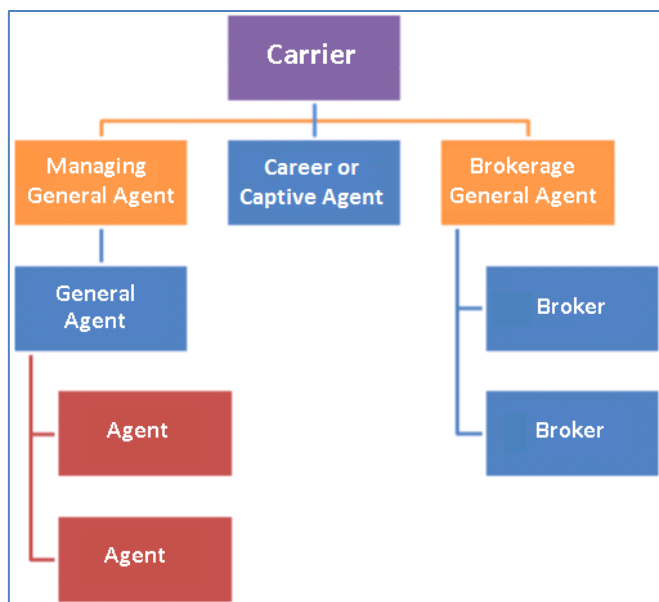 Carrier
Managing
General Agent
Career or
Captive Agent
Brokerage
General Agent
General
Agent
Broker
Agent
Broker
Agent